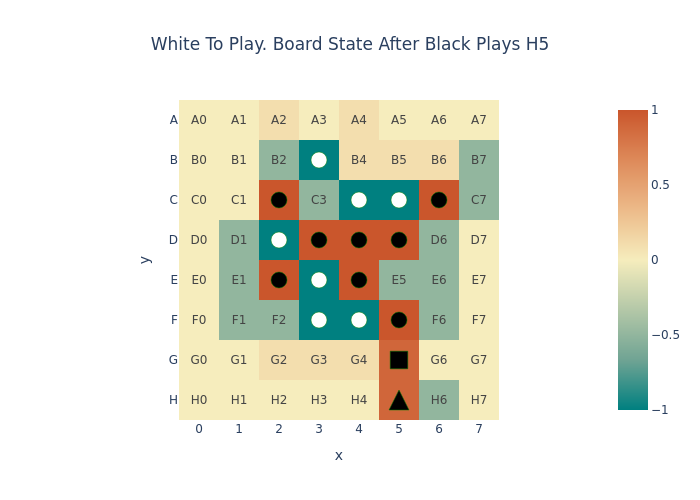 White To Play. Board State After Black Plays H5
A A0 A1 A2 A3 A4 A5 A6 A7
B B0 B1 B2 B4 B5 B6 B7
C C0 C1 C3 C7
D D0 D1 D6 D7
E E0 E1 E5 E6 E7
F F0 F1 F2 F6 F7
G G0 G1 G2 G3 G4 G6 G7
H H0 H1 H2 H3 H4 H6 H7
0 1 2 3 4 5 6 7
x
y
1
0.5
0
−0.5
−1